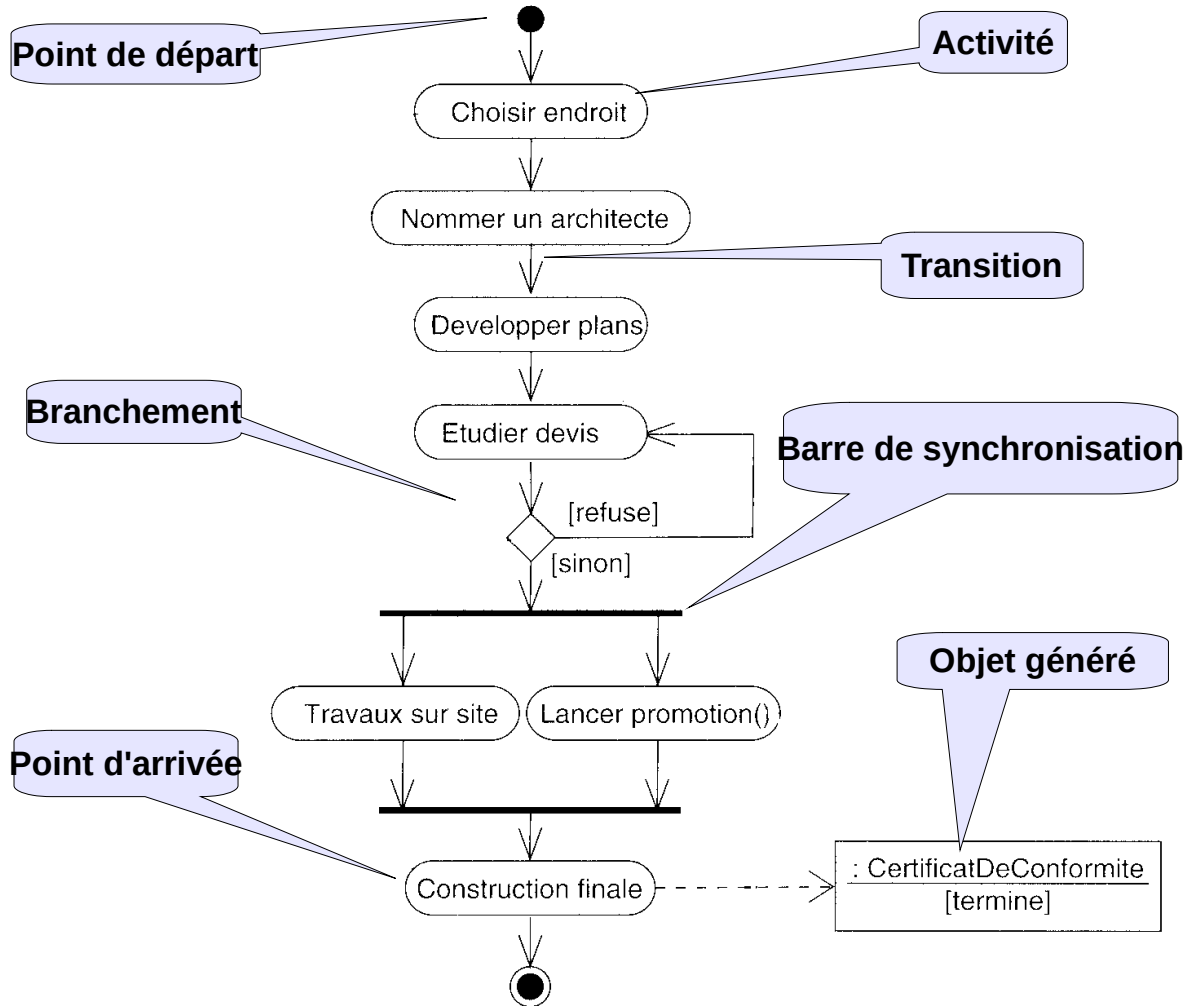 Point de départ
Activité
Choisir endroit
Nommer un architecte
Transition
Developper plans
Branchement
Etudier devis
Barre de synchronisation
[refuse]
[sinon]
Objet généré
Travaux sur site
Lancer promotion()
Point d'arrivée
: CertificatDeConformite
Construction finale
[termine]